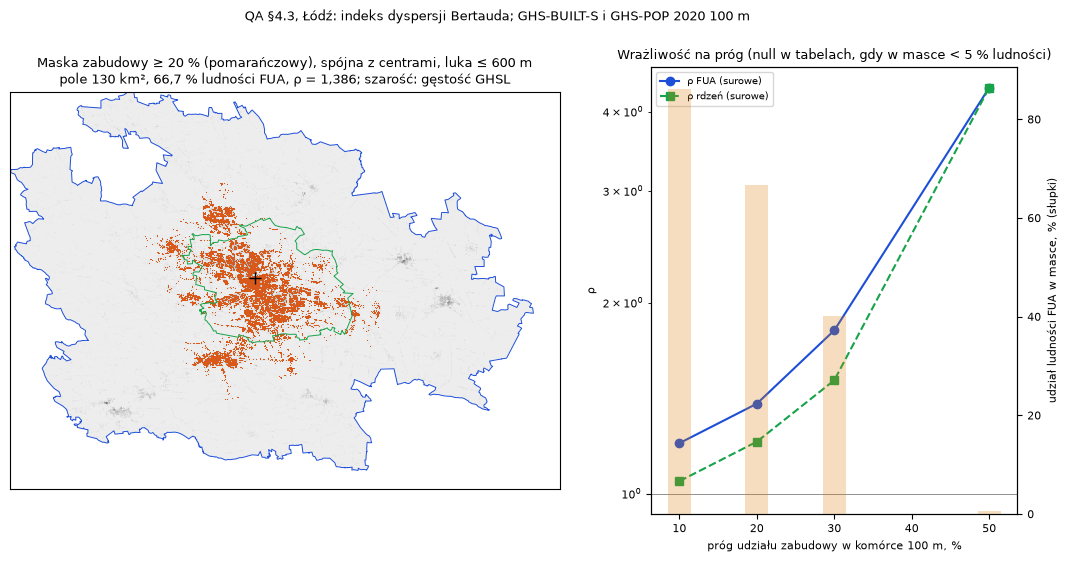 QA §4.3, Łódź: indeks dyspersji Bertauda; GHS-BUILT-S i GHS-POP 2020 100 m
Maska zabudowy ≥ 20 % (pomarańczowy), spójna z centrami, luka ≤ 600 m
pole 130 km², 66,7 % ludności FUA, ρ = 1,386; szarość: gęstość GHSL
Wrażliwość na próg (null w tabelach, gdy w masce < 5 % ludności)
ρ FUA (surowe)
ρ rdzeń (surowe)
4 × 10⁰
3 × 10⁰
2 × 10⁰
10⁰
ρ
80
60
40
20
0
udział ludności FUA w masce, % (słupki)
10 20 30 40 50
próg udziału zabudowy w komórce 100 m, %